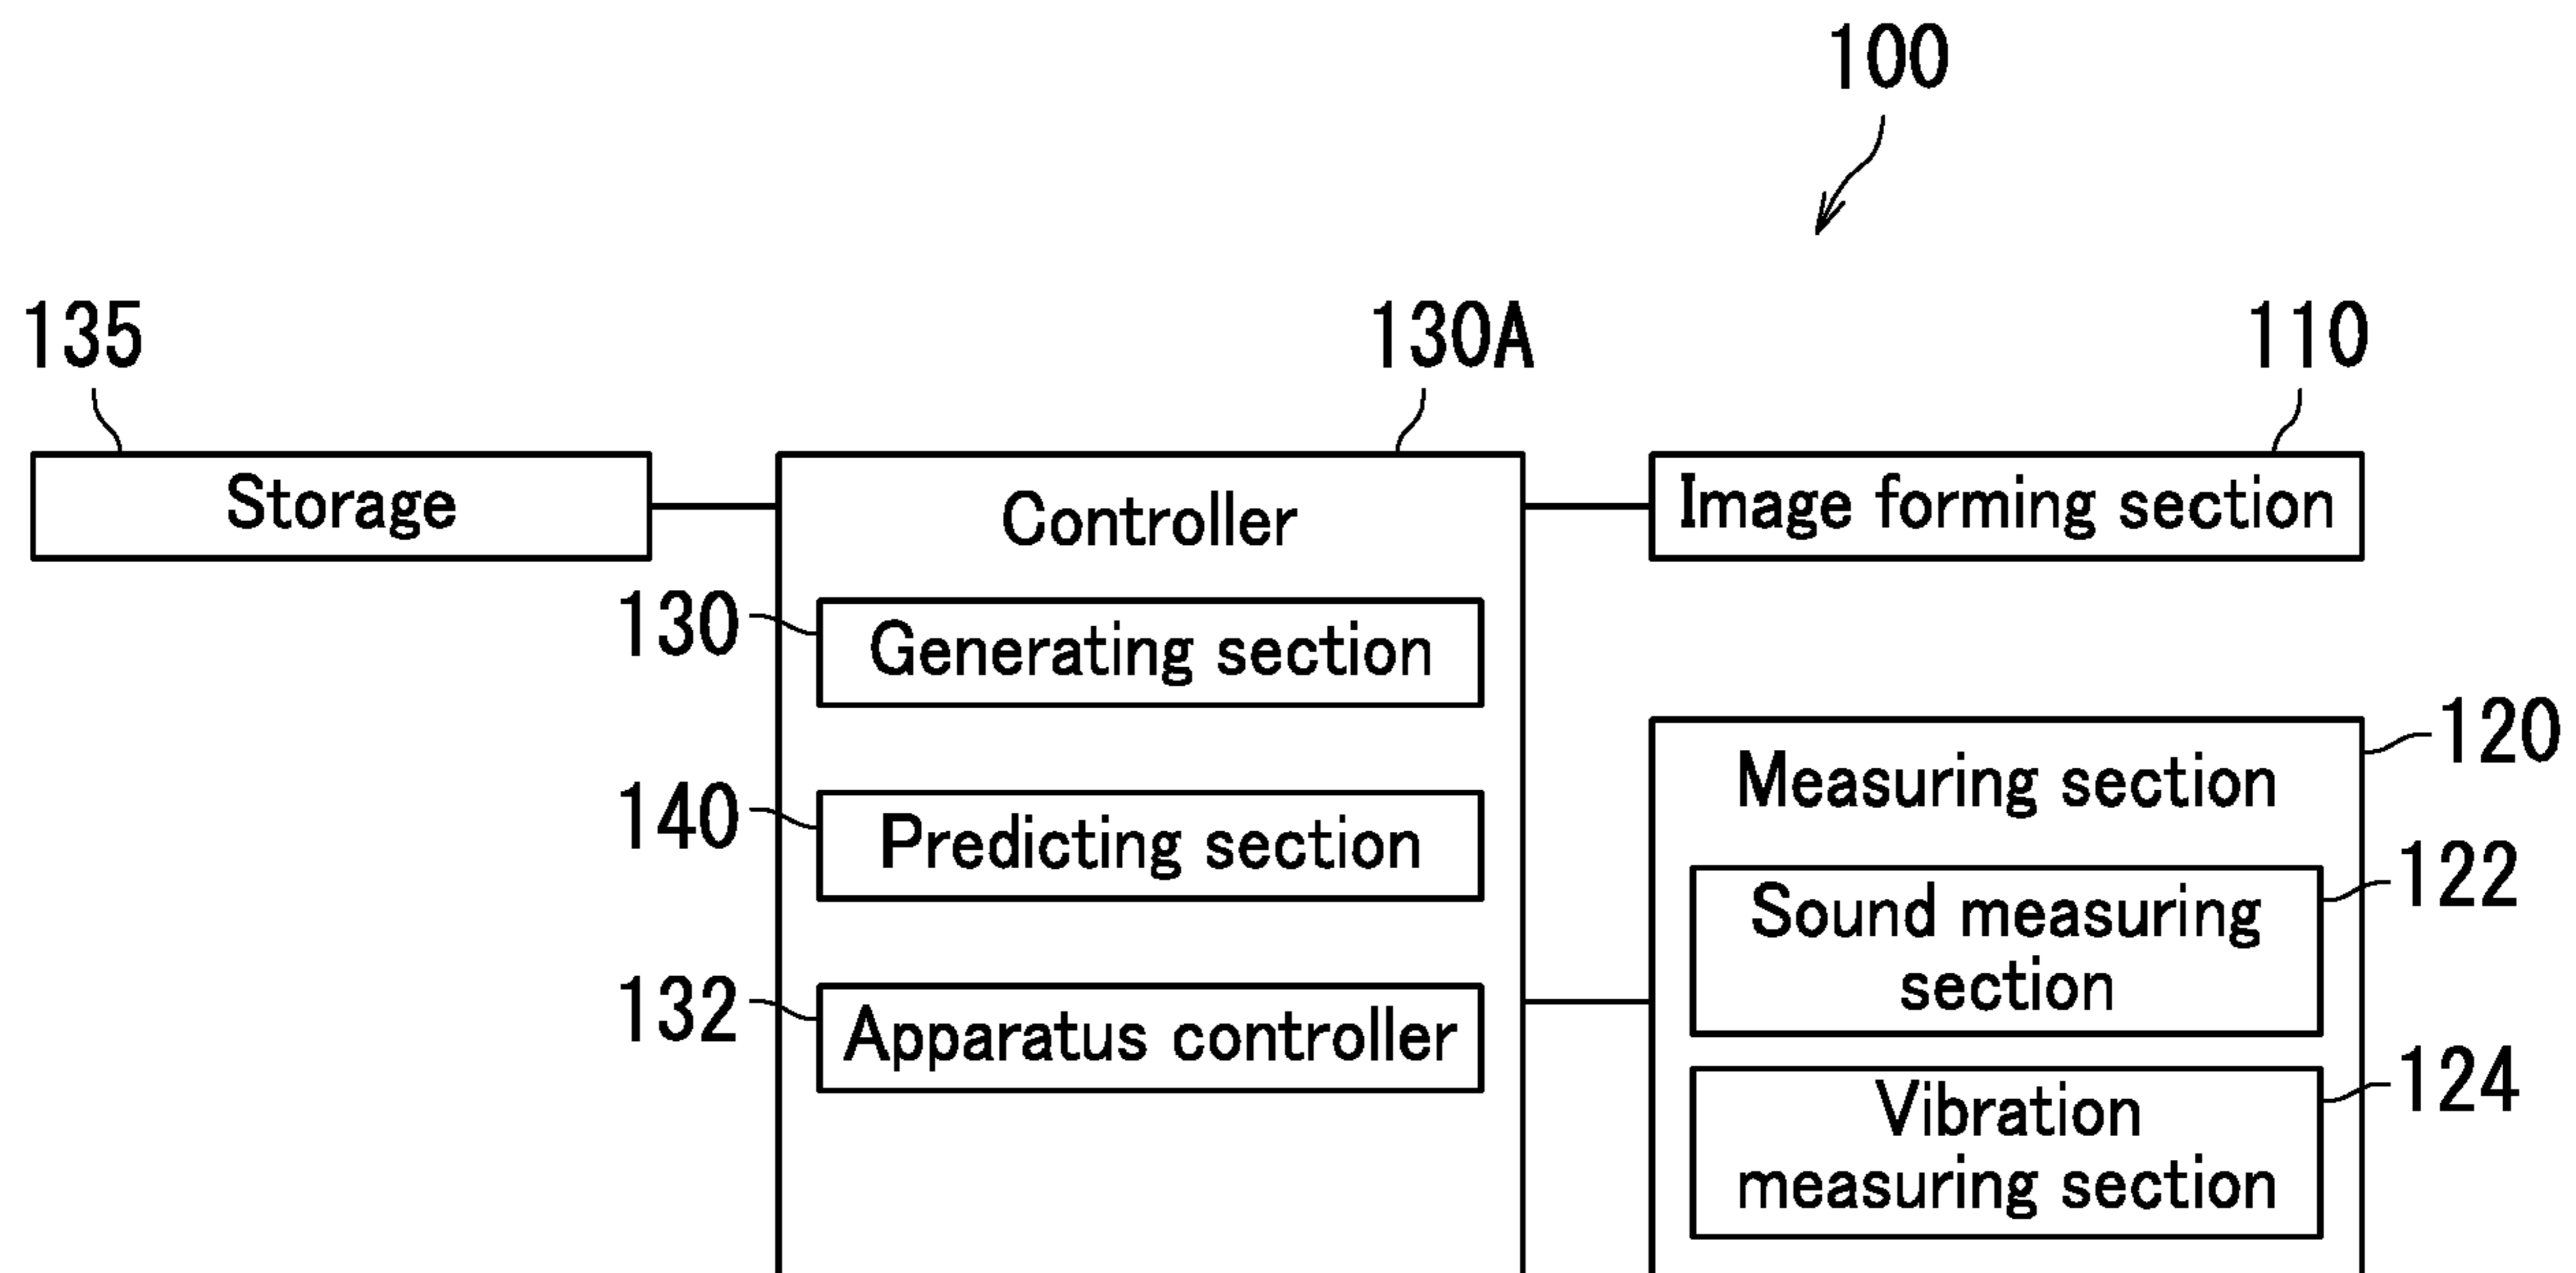 100
135
130A
110
Storage
Controller
Image forming section
130
Generating section
120
Measuring section
140
Predicting section
122
Sound measuring
section
132
Apparatus controller
124
Vibration
measuring section